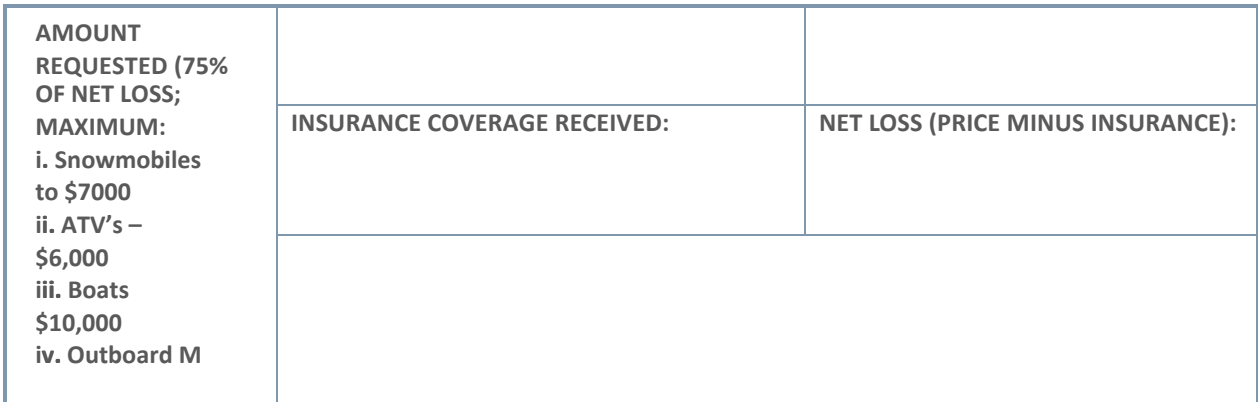 AMOUNT
REQUESTED (75%
OF NET LOSS;
MAXIMUM:
i. Snowmobiles
to $7000
ii. ATV’s –
$6,000
iii. Boats
$10,000
iv. Outboard M
INSURANCE COVERAGE RECEIVED:
NET LOSS (PRICE MINUS INSURANCE):